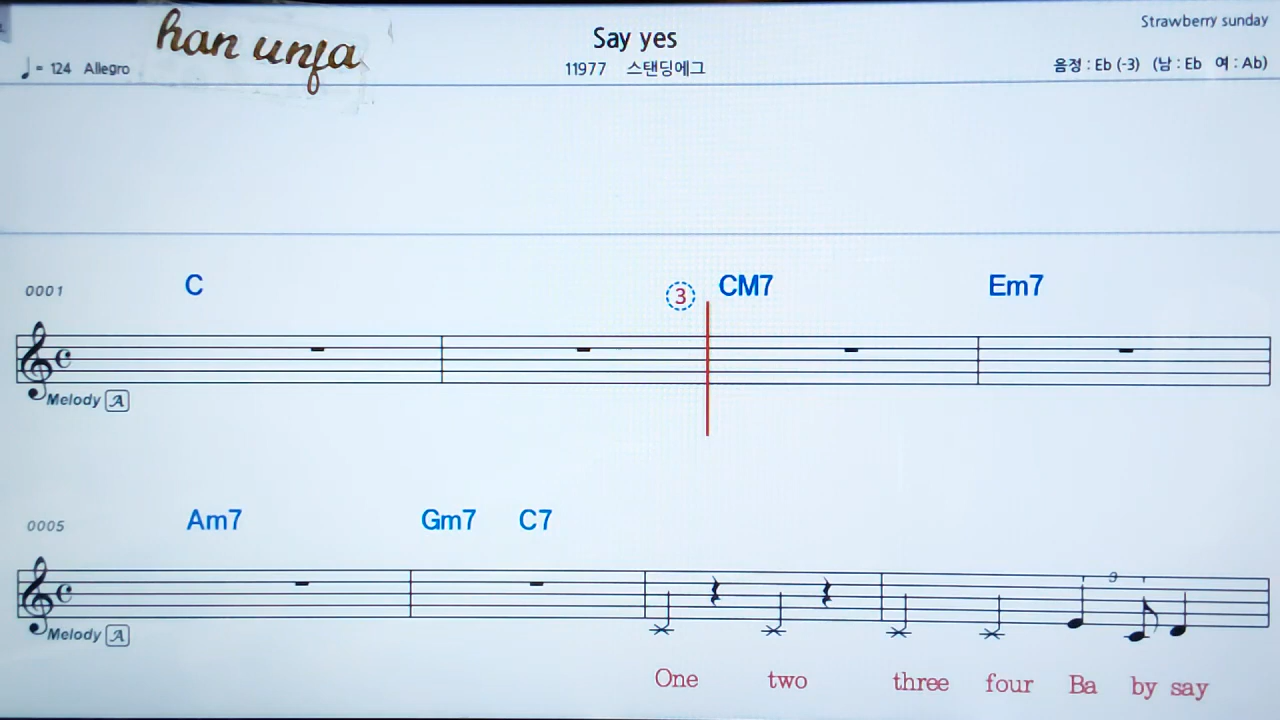 Strawberry sunday
han unfa
Say yes
= 124 Allegro
11977 스탠딩에그
음정 : Eb (-3) (남 : Eb 여 : Ab)
0001 C ③ CM7 Em7
Melody A
0005 Am7 Gm7 C7
3
Melody A
One two three four Ba by say